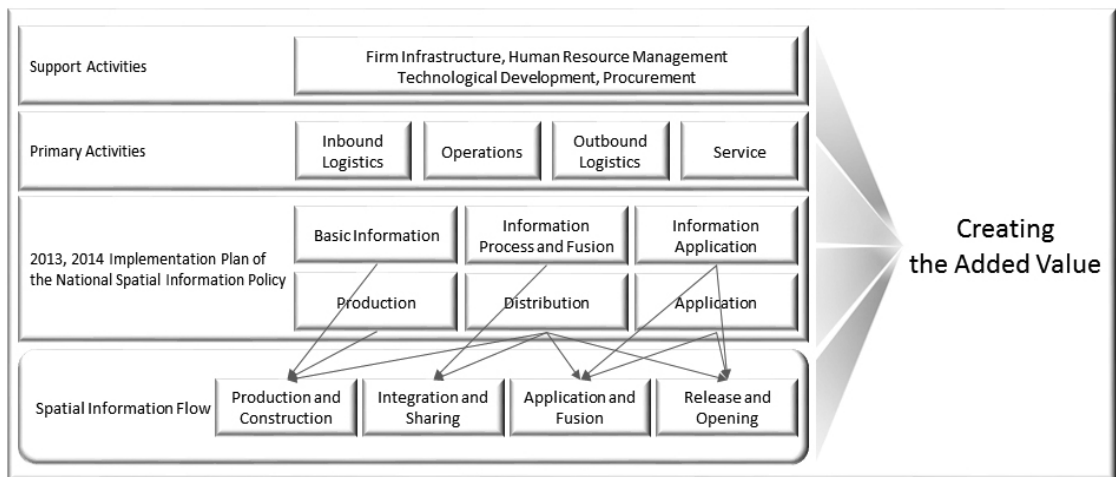 Support Activities
Firm Infrastructure, Human Resource Management
Technological Development, Procurement
Primary Activities
Inbound
Logistics
Operations
Outbound
Logistics
Service
2013, 2014 Implementation Plan of
the National Spatial Information Policy
Basic Information
Information
Process and Fusion
Information
Application
Production
Distribution
Application
Spatial Information Flow
Production and
Construction
Integration and
Sharing
Application and
Fusion
Release and
Opening
Creating
the Added Value